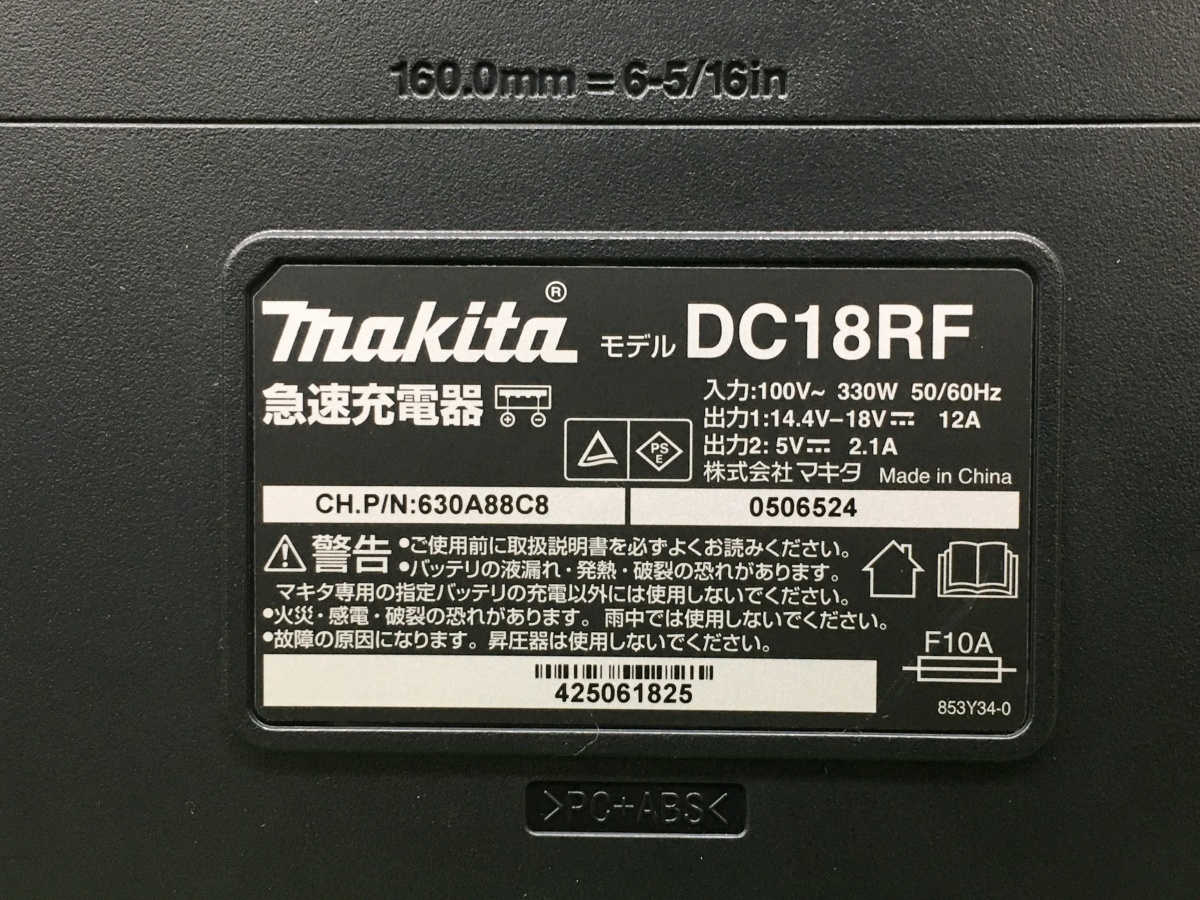 160.0mm = 6-5/16in
makita® モデル DC18RF
急速充電器
入力:100V~ 330W 50/60Hz
出力1:14.4V–18V⎓ 12A
出力2: 5V⎓ 2.1A
株式会社 マキタ Made in China
PS
E
CH.P/N:630A88C8
0506524
警告 •ご使用前に取扱説明書を必ずよくお読みください。
•バッテリの液漏れ・発熱・破裂の恐れがあります。
マキタ専用の指定バッテリの充電以外には使用しないでください。
•火災・感電・破裂の恐れがあります。雨中では使用しないでください。
•故障の原因になります。昇圧器は使用しないでください。
F10A
425061825
853Y34-0
>PC+ABS<